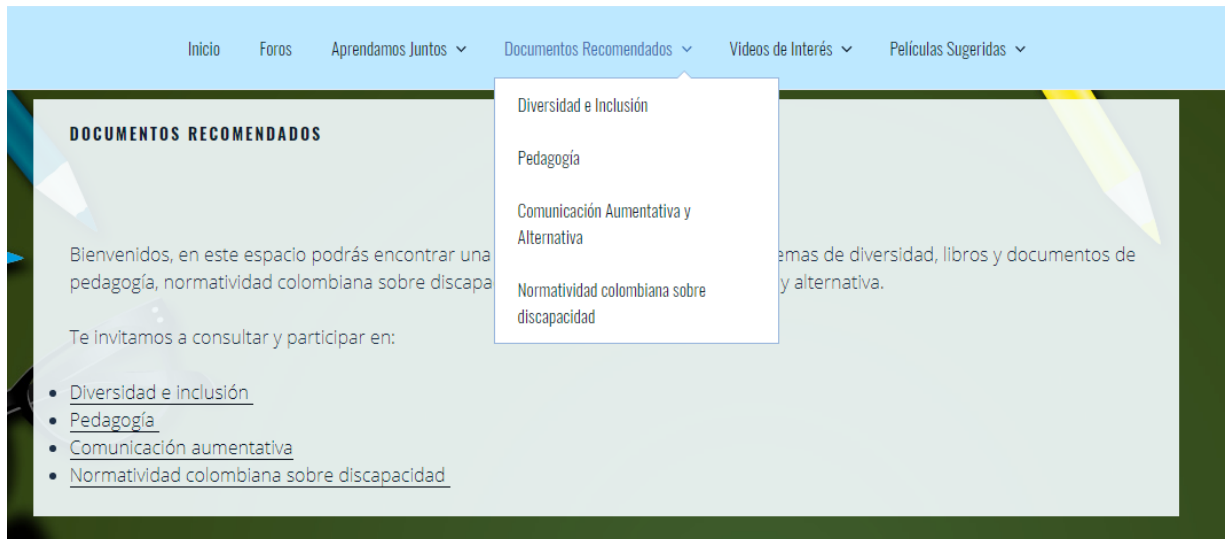 Inicio Foros Aprendamos Juntos Documentos Recomendados Videos de Interés Películas Sugeridas
Diversidad e Inclusión
Pedagogía
Comunicación Aumentativa y
Alternativa
Normatividad colombiana sobre
discapacidad
DOCUMENTOS RECOMENDADOS
Bienvenidos, en este espacio podrás encontrar una emas de diversidad, libros y documentos de
pedagogía, normatividad colombiana sobre discapa y alternativa.
Te invitamos a consultar y participar en:
Diversidad e inclusión
Pedagogía
Comunicación aumentativa
Normatividad colombiana sobre discapacidad